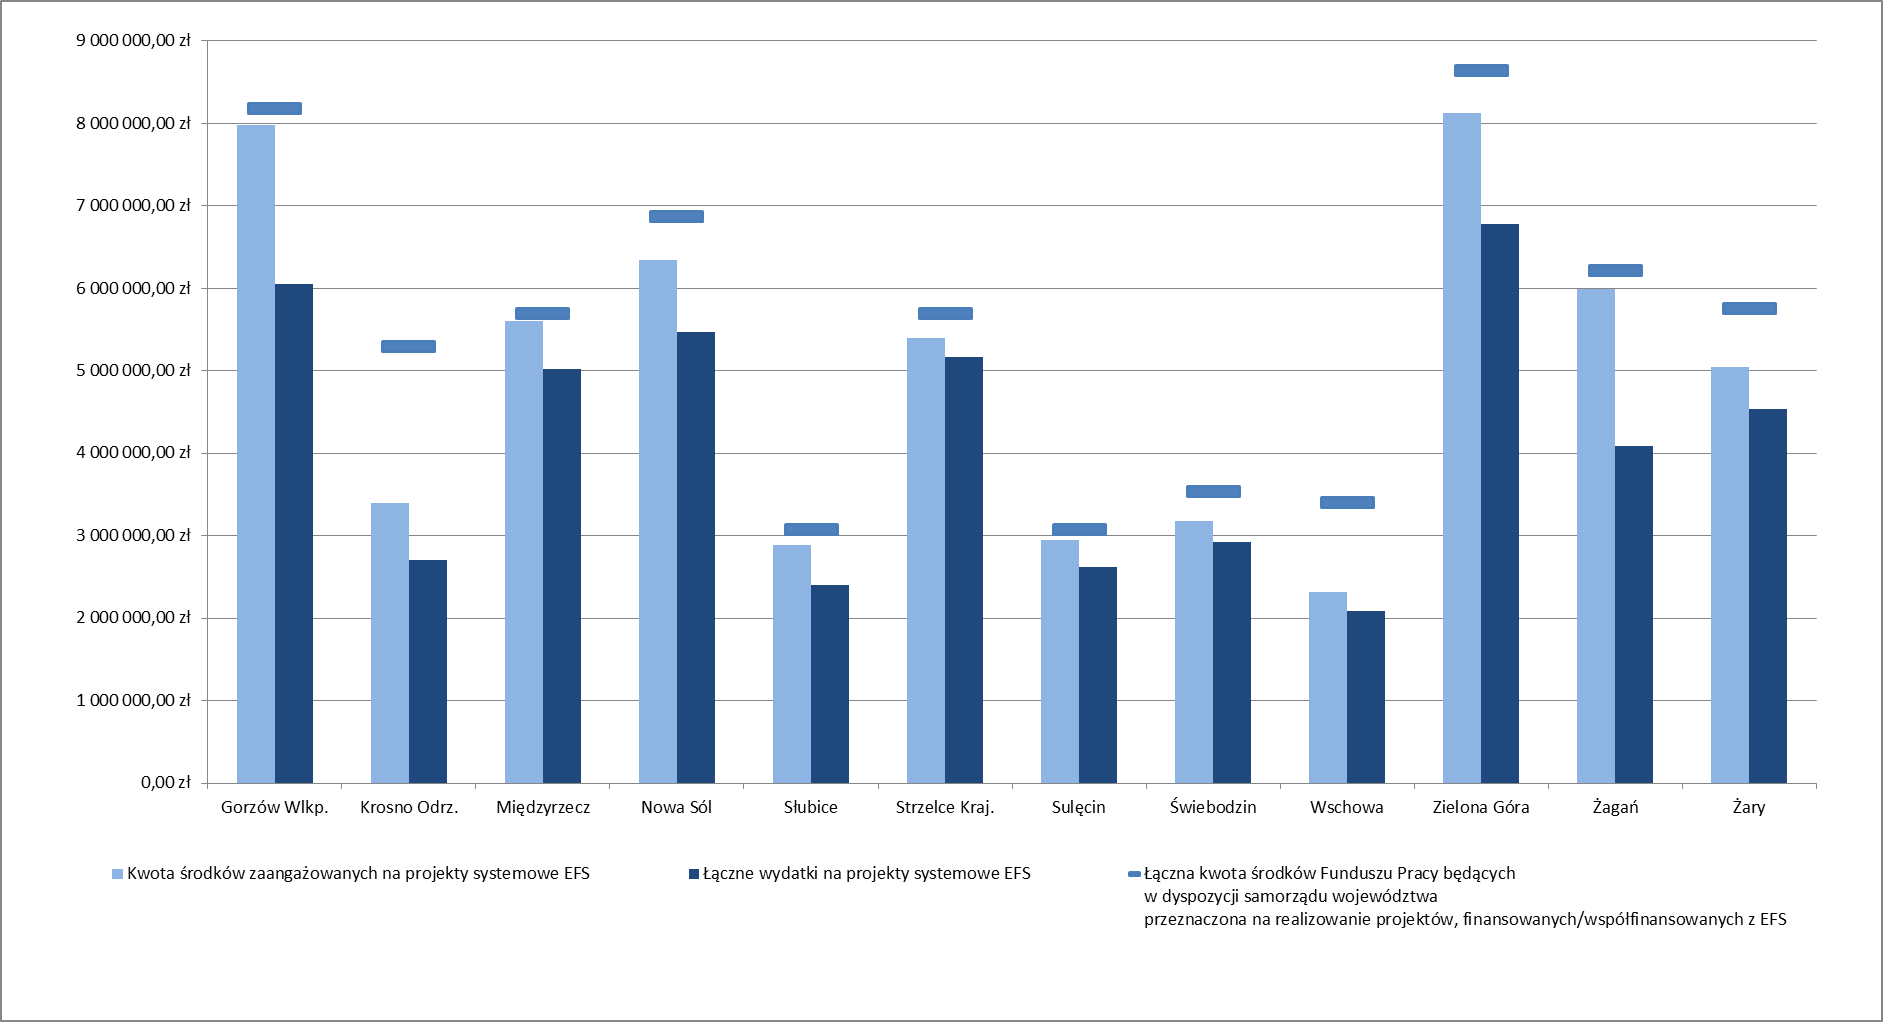 9 000 000,00 zł
8 000 000,00 zł
7 000 000,00 zł
6 000 000,00 zł
5 000 000,00 zł
4 000 000,00 zł
3 000 000,00 zł
2 000 000,00 zł
1 000 000,00 zł
0,00 zł
Gorzów Wlkp. Krosno Odrz. Międzyrzecz Nowa Sól Słubice Strzelce Kraj. Sulęcin Świebodzin Wschowa Zielona Góra Żagań Żary
Kwota środków zaangażowanych na projekty systemowe EFS
Łączne wydatki na projekty systemowe EFS
Łączna kwota środków Funduszu Pracy będących
w dyspozycji samorządu województwa
przeznaczona na realizowanie projektów, finansowanych/współfinansowanych z EFS